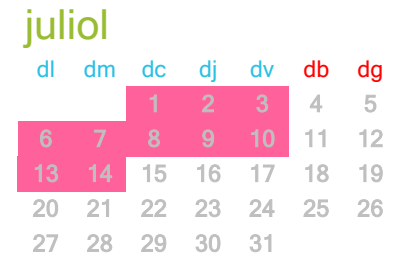 juliol
dl dm dc dj dv db dg
1 2 3 4 5
6 7 8 9 10 11 12
13 14 15 16 17 18 19
20 21 22 23 24 25 26
27 28 29 30 31